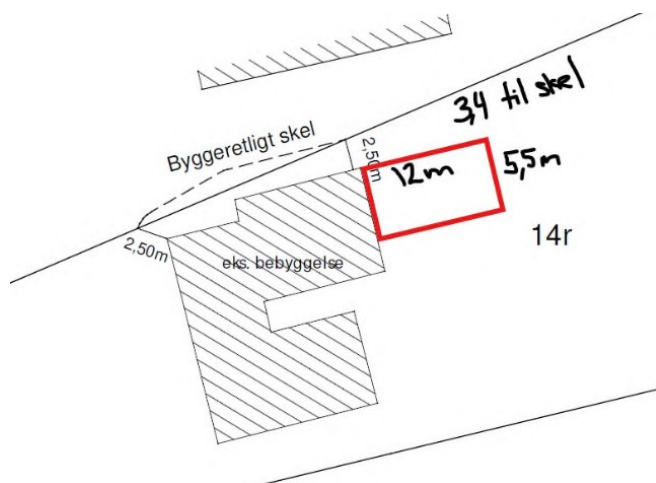 3,4 til skel
Byggeretligt skel
2,50m
12m
5,5m
2,50m
eks. bebyggelse
14r